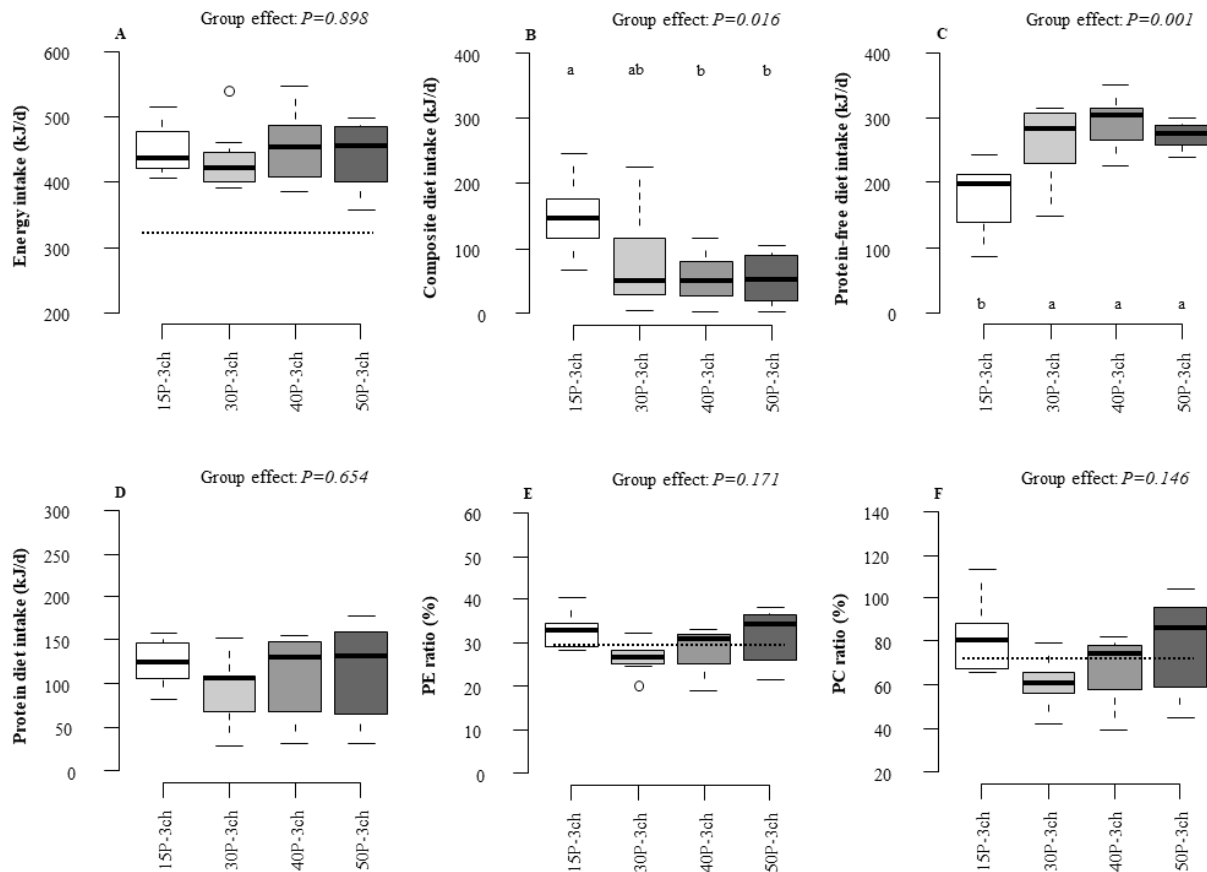 Group effect: P=0.898
A
Energy intake (kJ/d)
600
500
400
300
200
15P-3ch
30P-3ch
40P-3ch
50P-3ch
Group effect: P=0.016
B
Composite diet intake (kJ/d)
400
300
200
100
0
a
ab
b
b
15P-3ch
30P-3ch
40P-3ch
50P-3ch
Group effect: P=0.001
C
Protein-free diet intake (kJ/d)
400
300
200
100
0
b
a
a
a
15P-3ch
30P-3ch
40P-3ch
50P-3ch
Group effect: P=0.654
D
Protein diet intake (kJ/d)
300
250
200
150
100
50
0
15P-3ch
30P-3ch
40P-3ch
50P-3ch
Group effect: P=0.171
E
PE ratio (%)
60
50
40
30
20
10
0
15P-3ch
30P-3ch
40P-3ch
50P-3ch
Group effect: P=0.146
F
PC ratio (%)
140
120
100
80
60
40
20
15P-3ch
30P-3ch
40P-3ch
50P-3ch